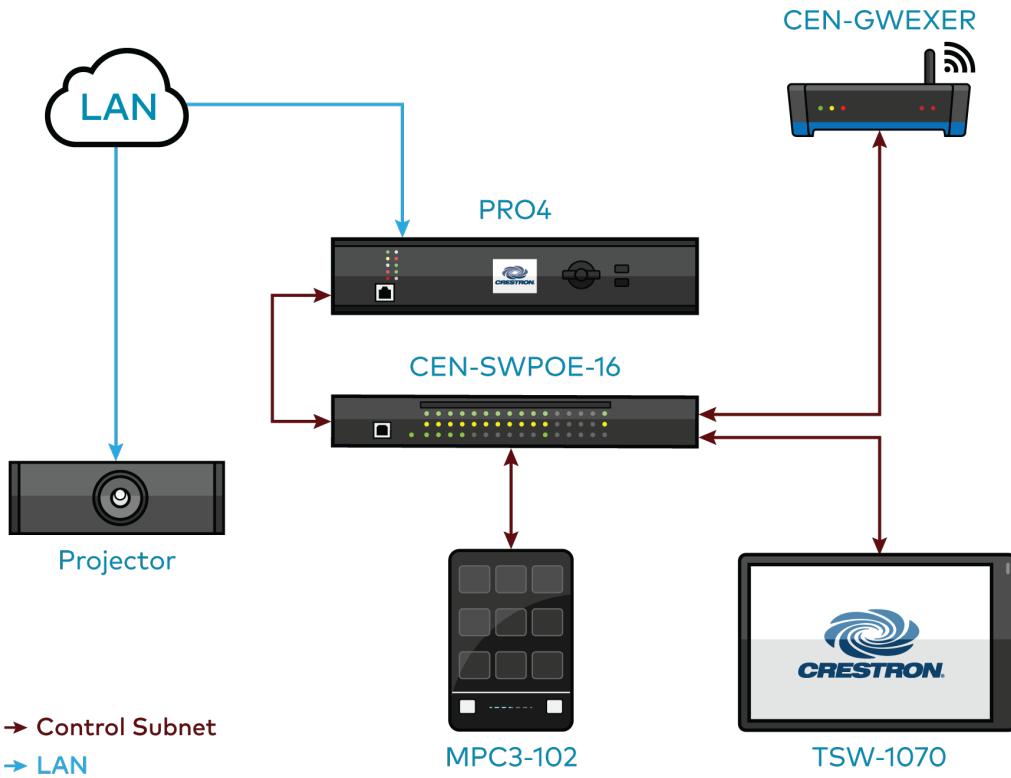 CEN-GWEXER
LAN
PRO4
CRESTRON
CEN-SWPOE-16
Projector
CRESTRON.
Control Subnet
LAN
MPC3-102
TSW-1070